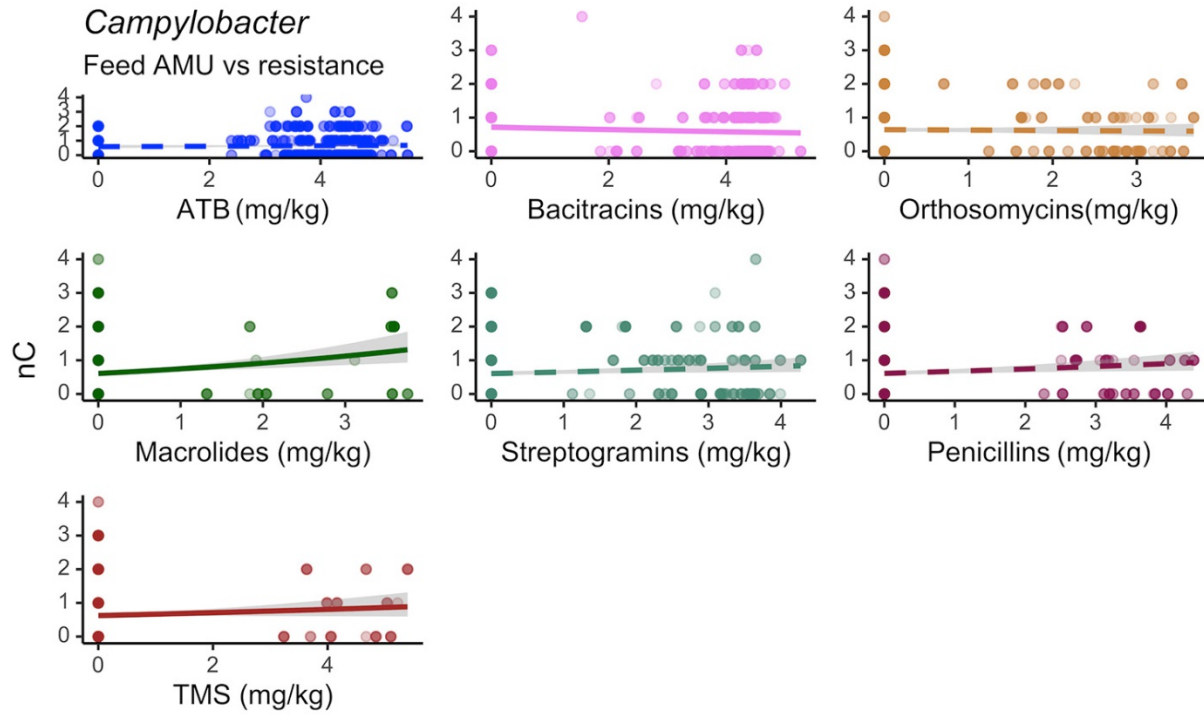 Campylobacter
Feed AMU vs resistance
4
3
2
1
0
0 2 4
ATB (mg/kg)
4
3
2
1
0
0 2 4
Bacitracins (mg/kg)
4
3
2
1
0
0 1 2 3
Orthosomycins(mg/kg)
nC
4
3
2
1
0
0 1 2 3
Macrolides (mg/kg)
4
3
2
1
0
0 1 2 3 4
Streptogramins (mg/kg)
4
3
2
1
0
0 1 2 3 4
Penicillins (mg/kg)
4
3
2
1
0
0 2 4
TMS (mg/kg)